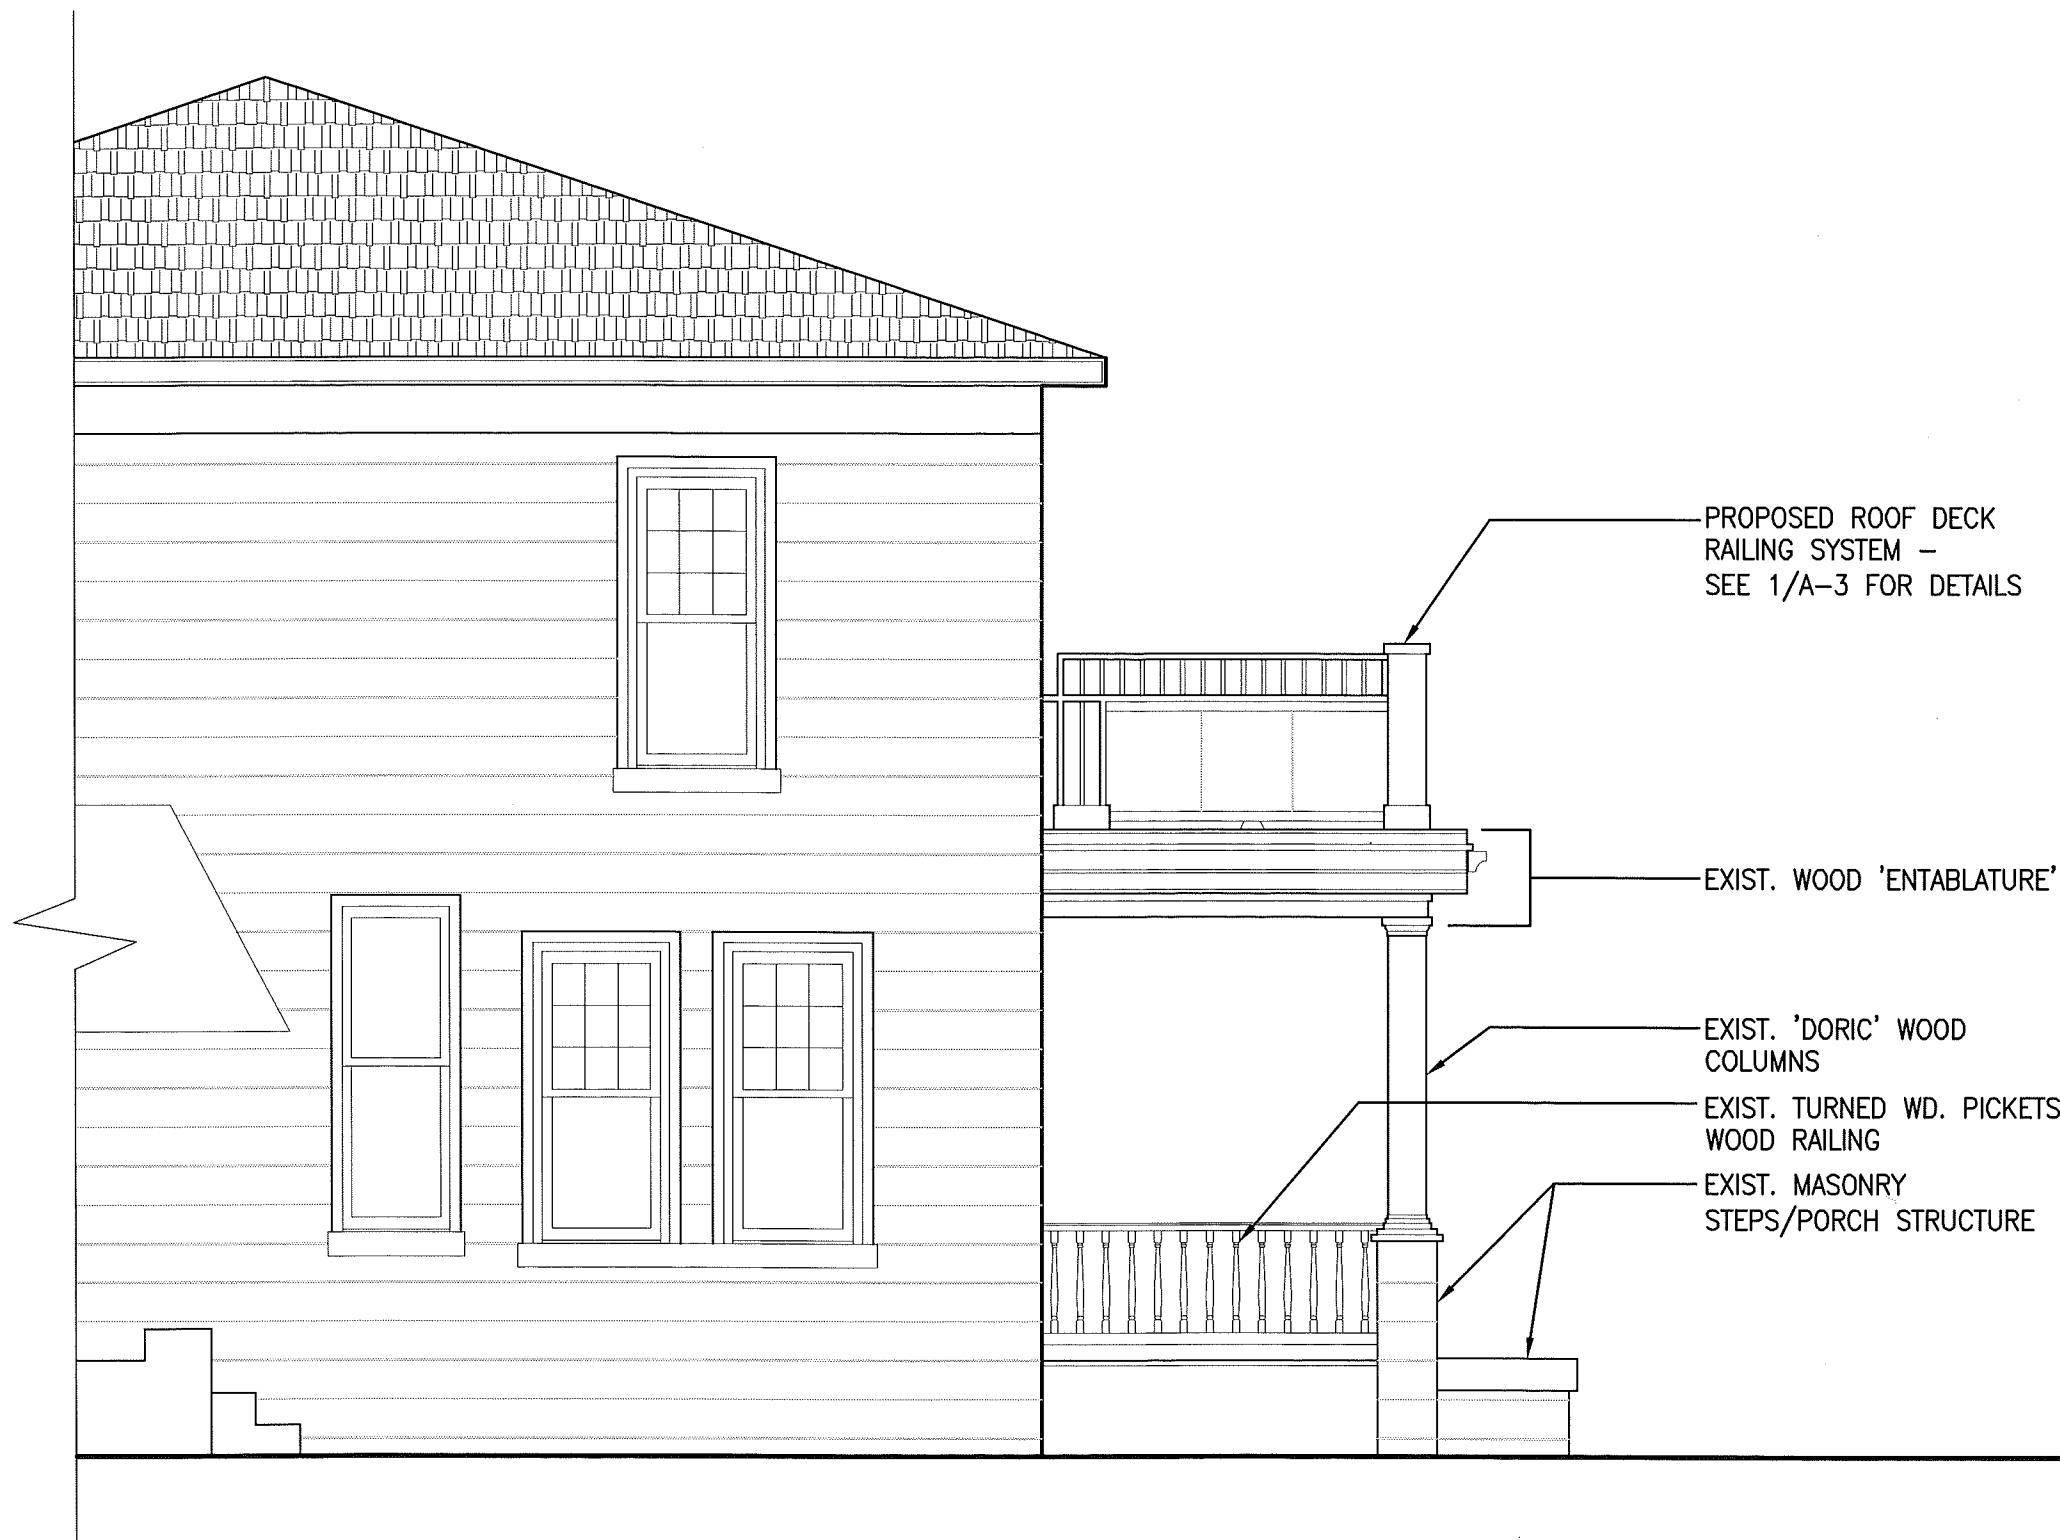 PROPOSED ROOF DECK
RAILING SYSTEM –
SEE 1/A–3 FOR DETAILS
EXIST. WOOD 'ENTABLATURE'
EXIST. 'DORIC' WOOD
COLUMNS
EXIST. TURNED WD. PICKETS
WOOD RAILING
EXIST. MASONRY
STEPS/PORCH STRUCTURE